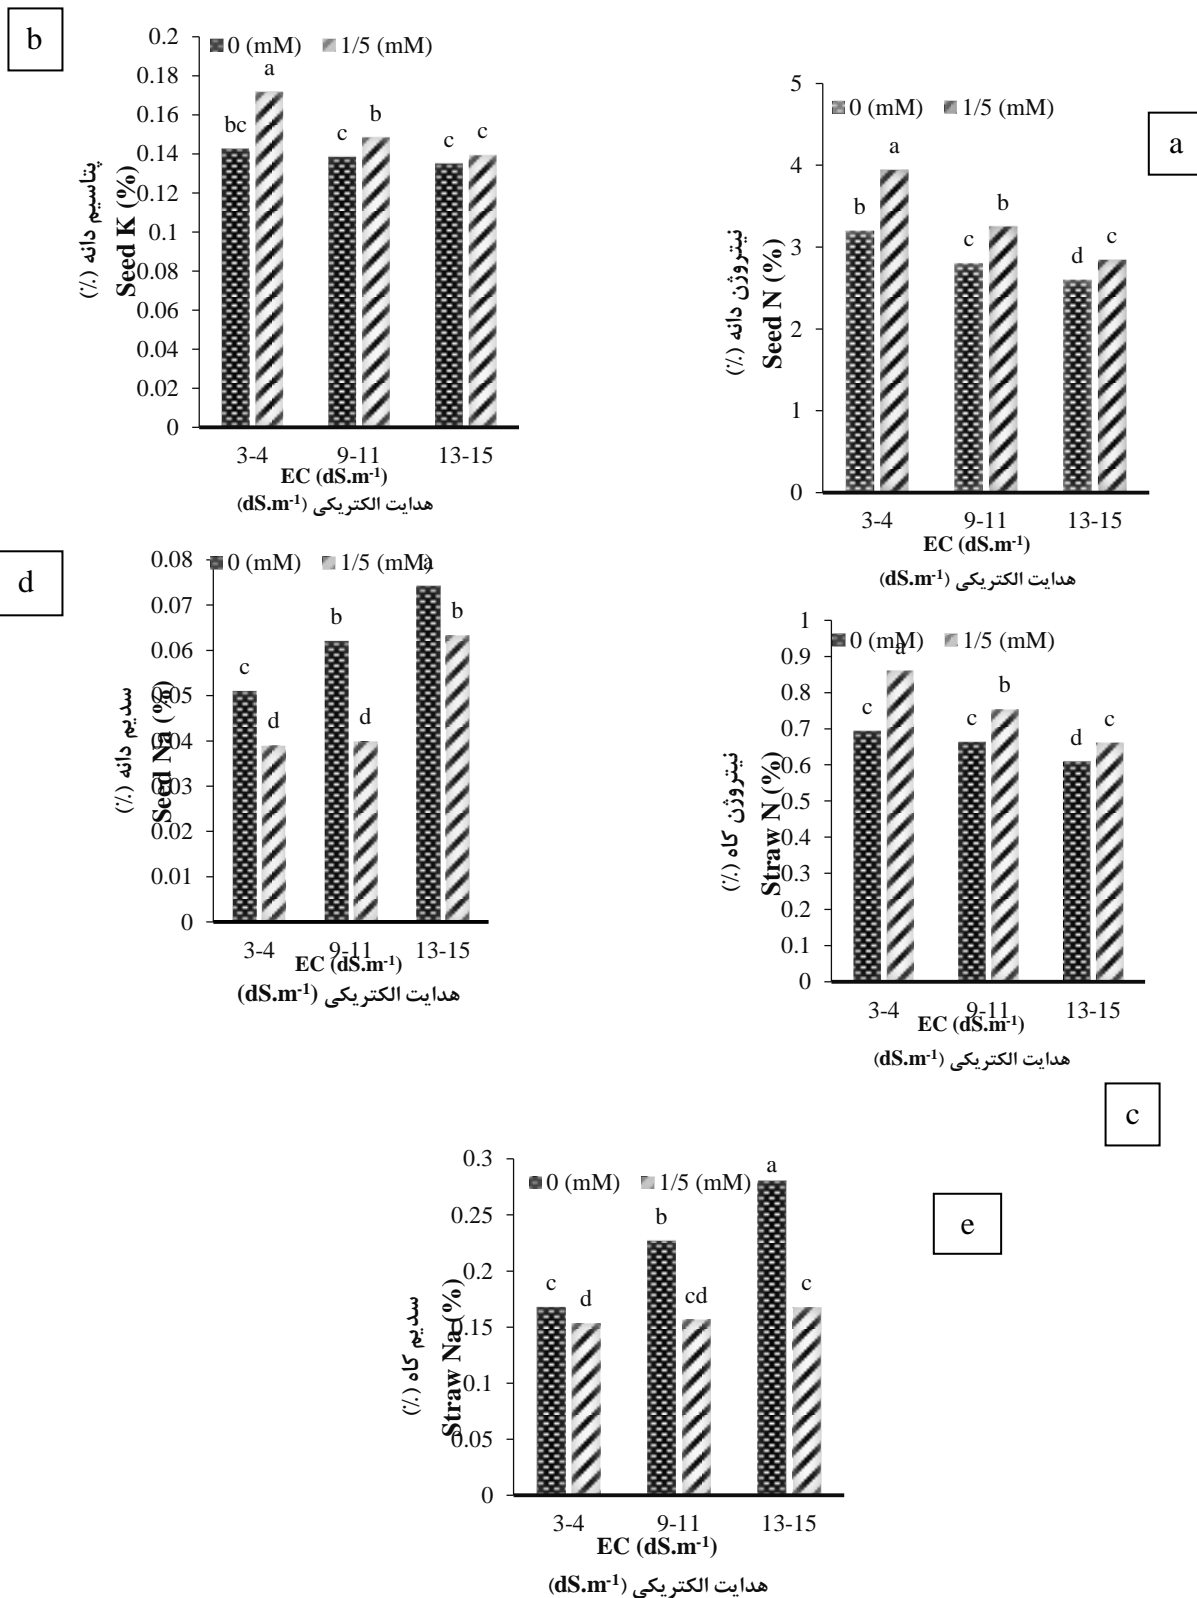 b
0.2
0.18
0.16
0.14
0.12
0.1
0.08
0.06
0.04
0.02
0
0 (mM) 1/5 (mM)
bc a c b c c
پتاسیم دانه (٪)
Seed K (%)
3-4 9-11 13-15
EC (dS.m⁻¹)
هدایت الکتریکی (dS.m⁻¹)
a
5
4
3
2
1
0
0 (mM) 1/5 (mM)
b a c b d c
نیتروژن دانه (٪)
Seed N (%)
3-4 9-11 13-15
EC (dS.m⁻¹)
هدایت الکتریکی (dS.m⁻¹)
d
0.08
0.07
0.06
0.05
0.04
0.03
0.02
0.01
0
0 (mM) 1/5 (mM)
c d b d a b
سدیم دانه (٪)
Seed Na (%)
3-4 9-11 13-15
EC (dS.m⁻¹)
هدایت الکتریکی (dS.m⁻¹)
1
0.9
0.8
0.7
0.6
0.5
0.4
0.3
0.2
0.1
0
0 (mM) 1/5 (mM)
c a c b d c
نیتروژن کاه (٪)
Straw N (%)
3-4 9-11 13-15
EC (dS.m⁻¹)
هدایت الکتریکی (dS.m⁻¹)
c
0.3
0.25
0.2
0.15
0.1
0.05
0
0 (mM) 1/5 (mM)
c d b cd a c
سدیم کاه (٪)
Straw Na (%)
3-4 9-11 13-15
EC (dS.m⁻¹)
هدایت الکتریکی (dS.m⁻¹)
e